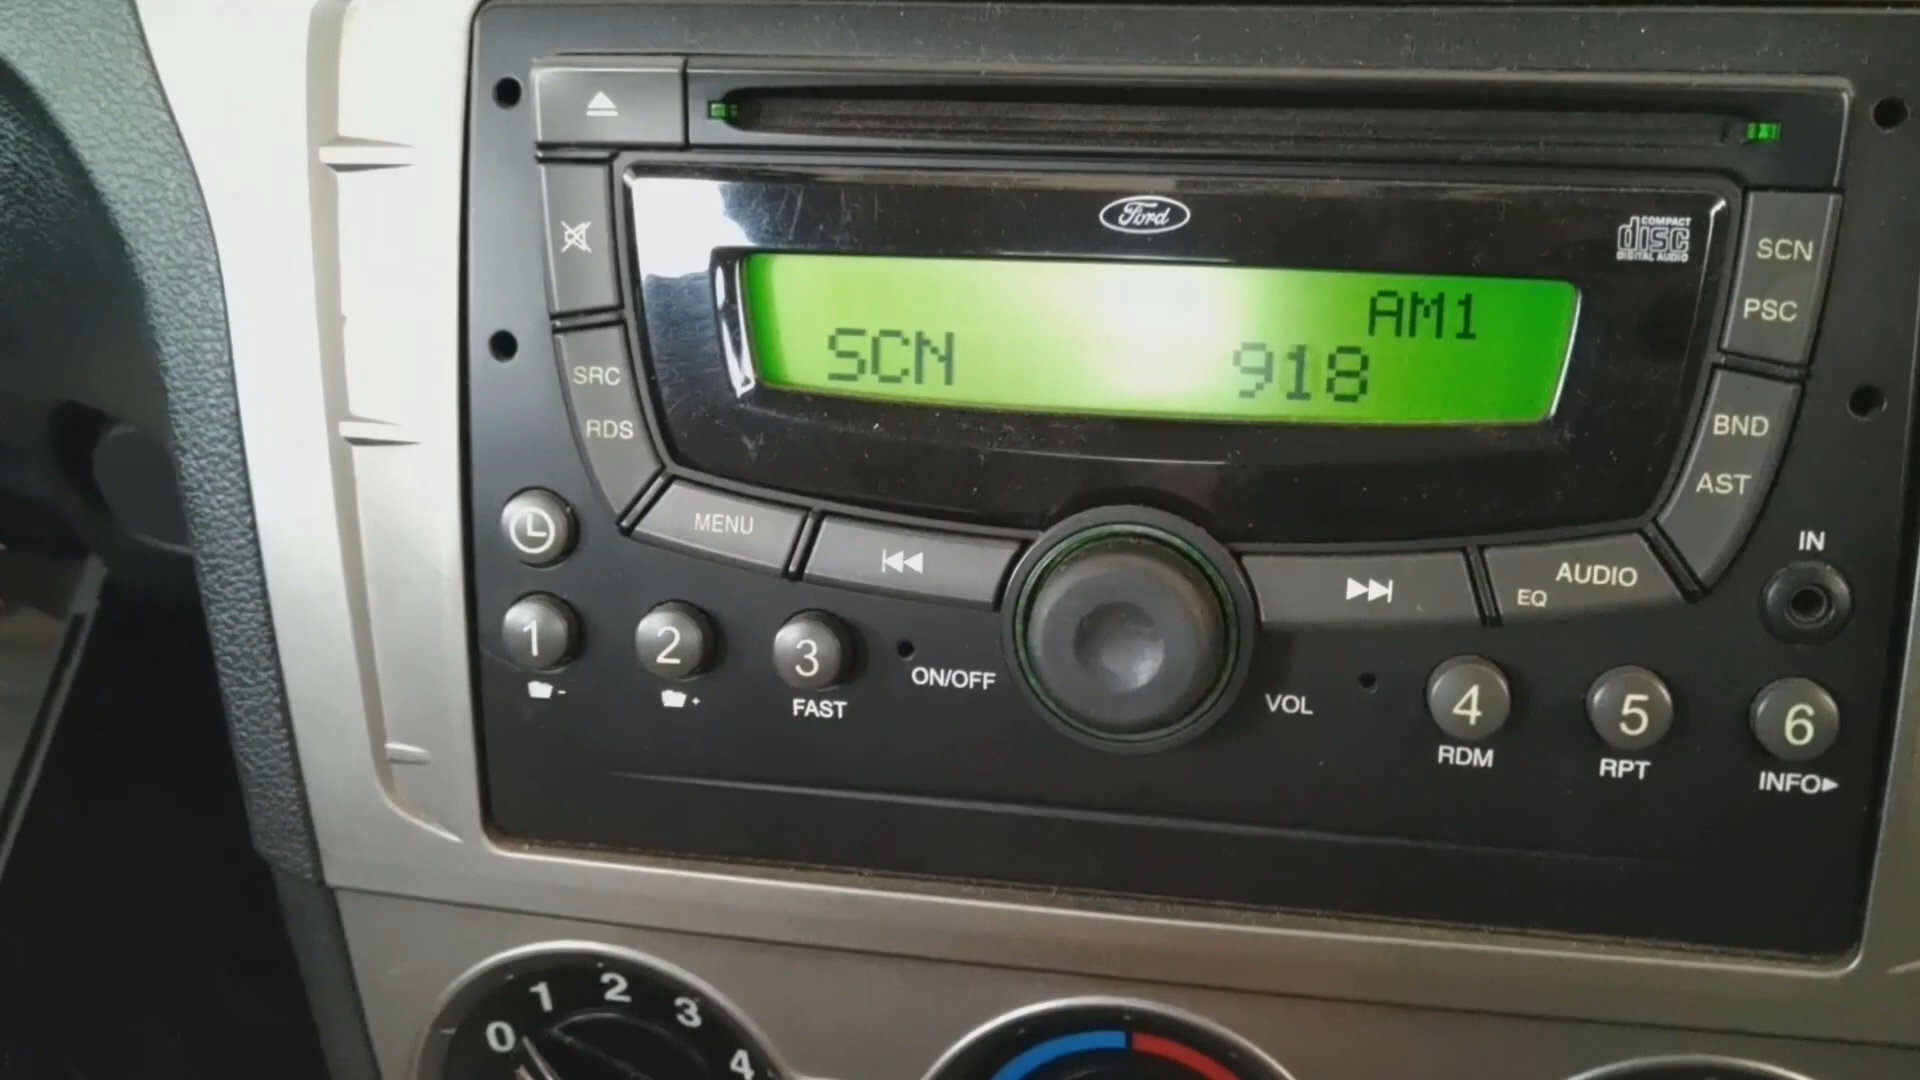 Ford
COMPACT
disc
DIGITAL AUDIO
SCN
PSC
AM1
SCN 918
SRC
RDS
BND
AST
MENU
AUDIO
EQ
IN
1
2
3
FAST
ON/OFF
VOL
4
RDM
5
RPT
6
INFO
0 1 2 3 4